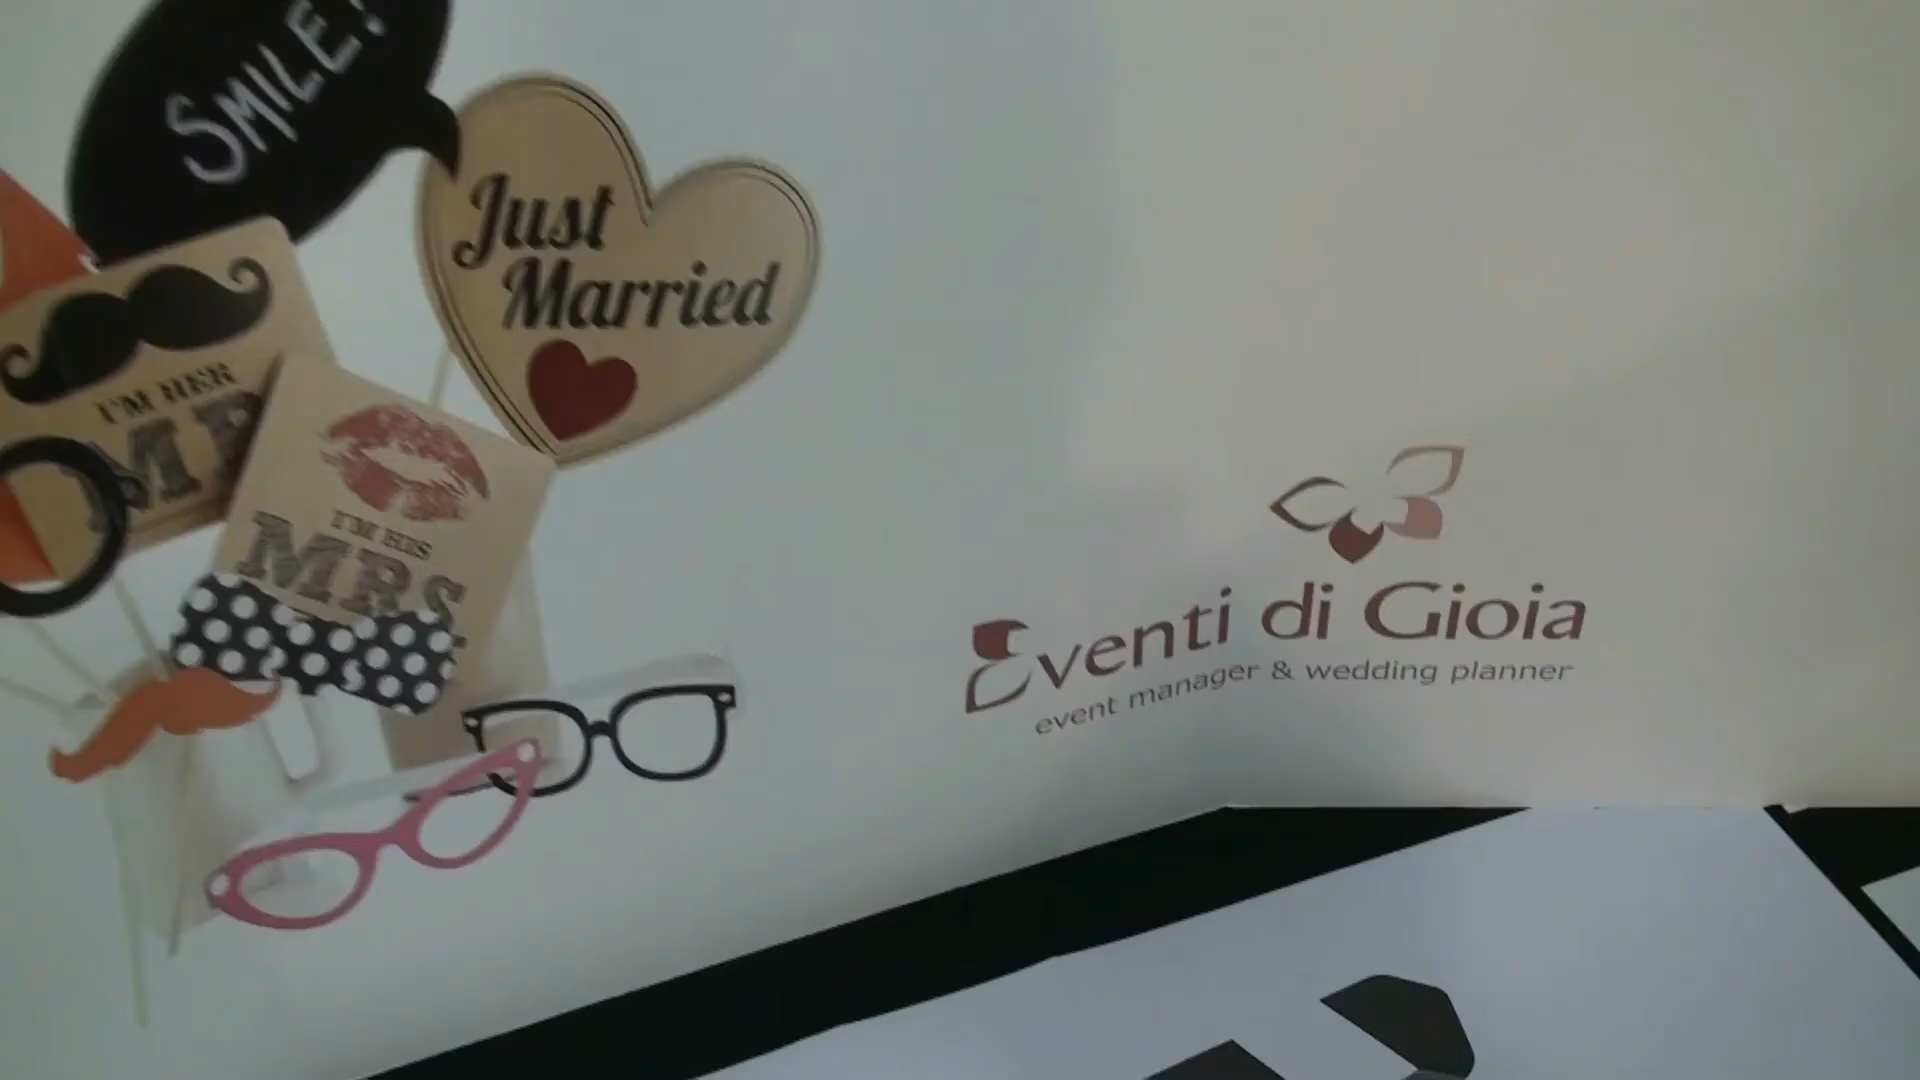 SMILE!
Just
Married
I'M HER
MR
I'M HIS
MRS
Eventi di Gioia
event manager & wedding planner